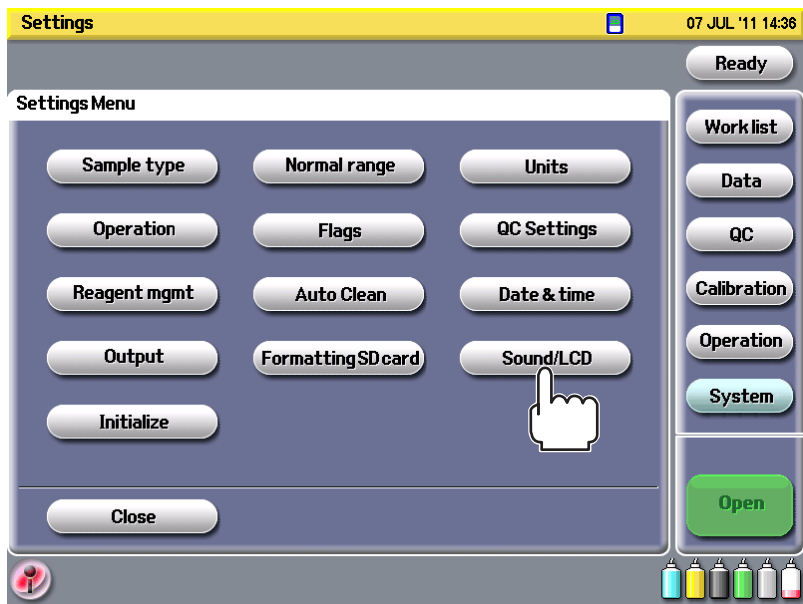 Settings 07 JUL '11 14:36
Ready
Settings Menu
Sample type Normal range Units
Operation Flags QC Settings
Reagent mgmt Auto Clean Date & time
Output Formatting SD card Sound/LCD
Initialize
Close
Work list
Data
QC
Calibration
Operation
System
Open